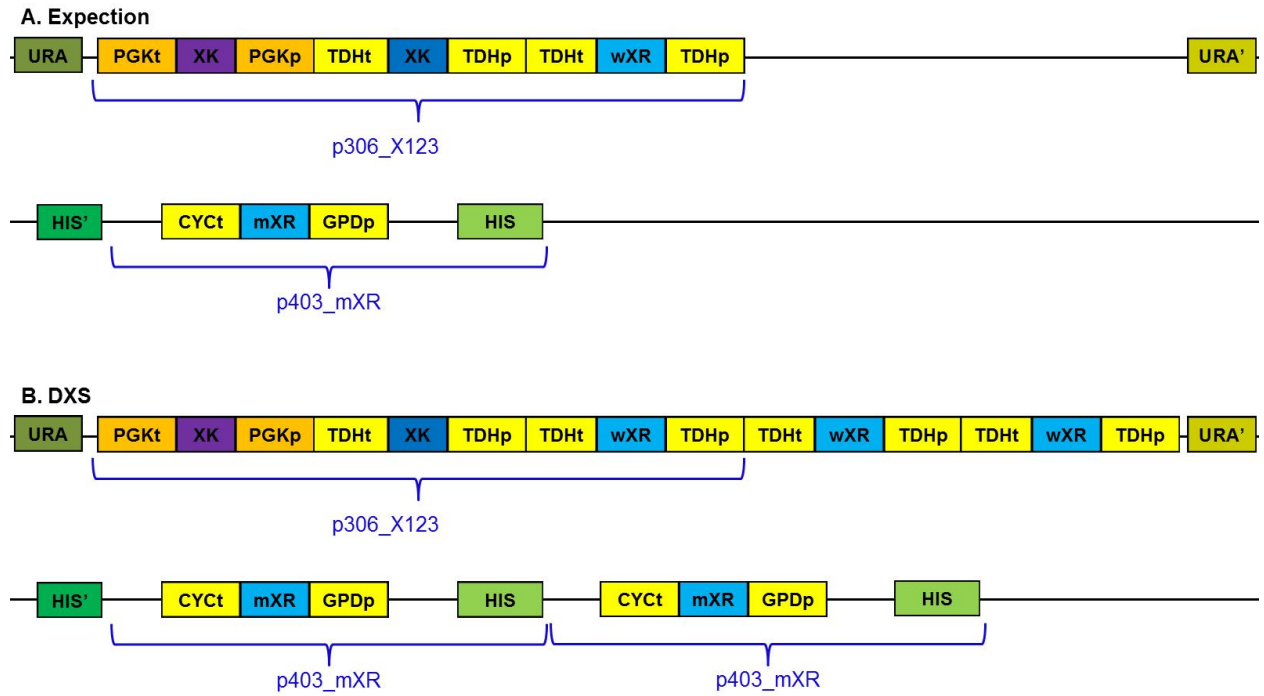 A. Expection
URA PGKt XK PGKp TDHt XK TDHp TDHt wXR TDHp URA'
p306_X123
HIS' CYCt mXR GPDp HIS
p403_mXR
B. DXS
URA PGKt XK PGKp TDHt XK TDHp TDHt wXR TDHp TDHt wXR TDHp TDHt wXR TDHp URA'
p306_X123
HIS' CYCt mXR GPDp HIS CYCt mXR GPDp HIS
p403_mXR p403_mXR